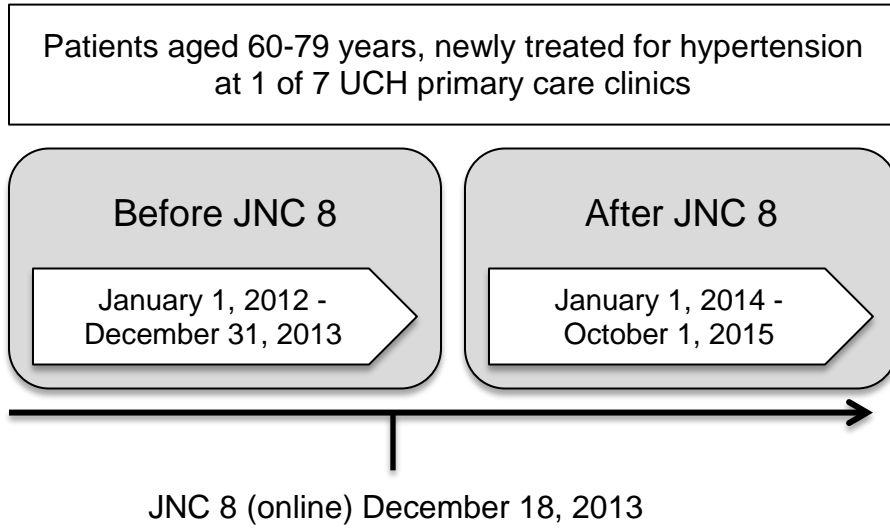 Patients aged 60-79 years, newly treated for hypertension
at 1 of 7 UCH primary care clinics
Before JNC 8
January 1, 2012 -
December 31, 2013
After JNC 8
January 1, 2014 -
October 1, 2015
JNC 8 (online) December 18, 2013